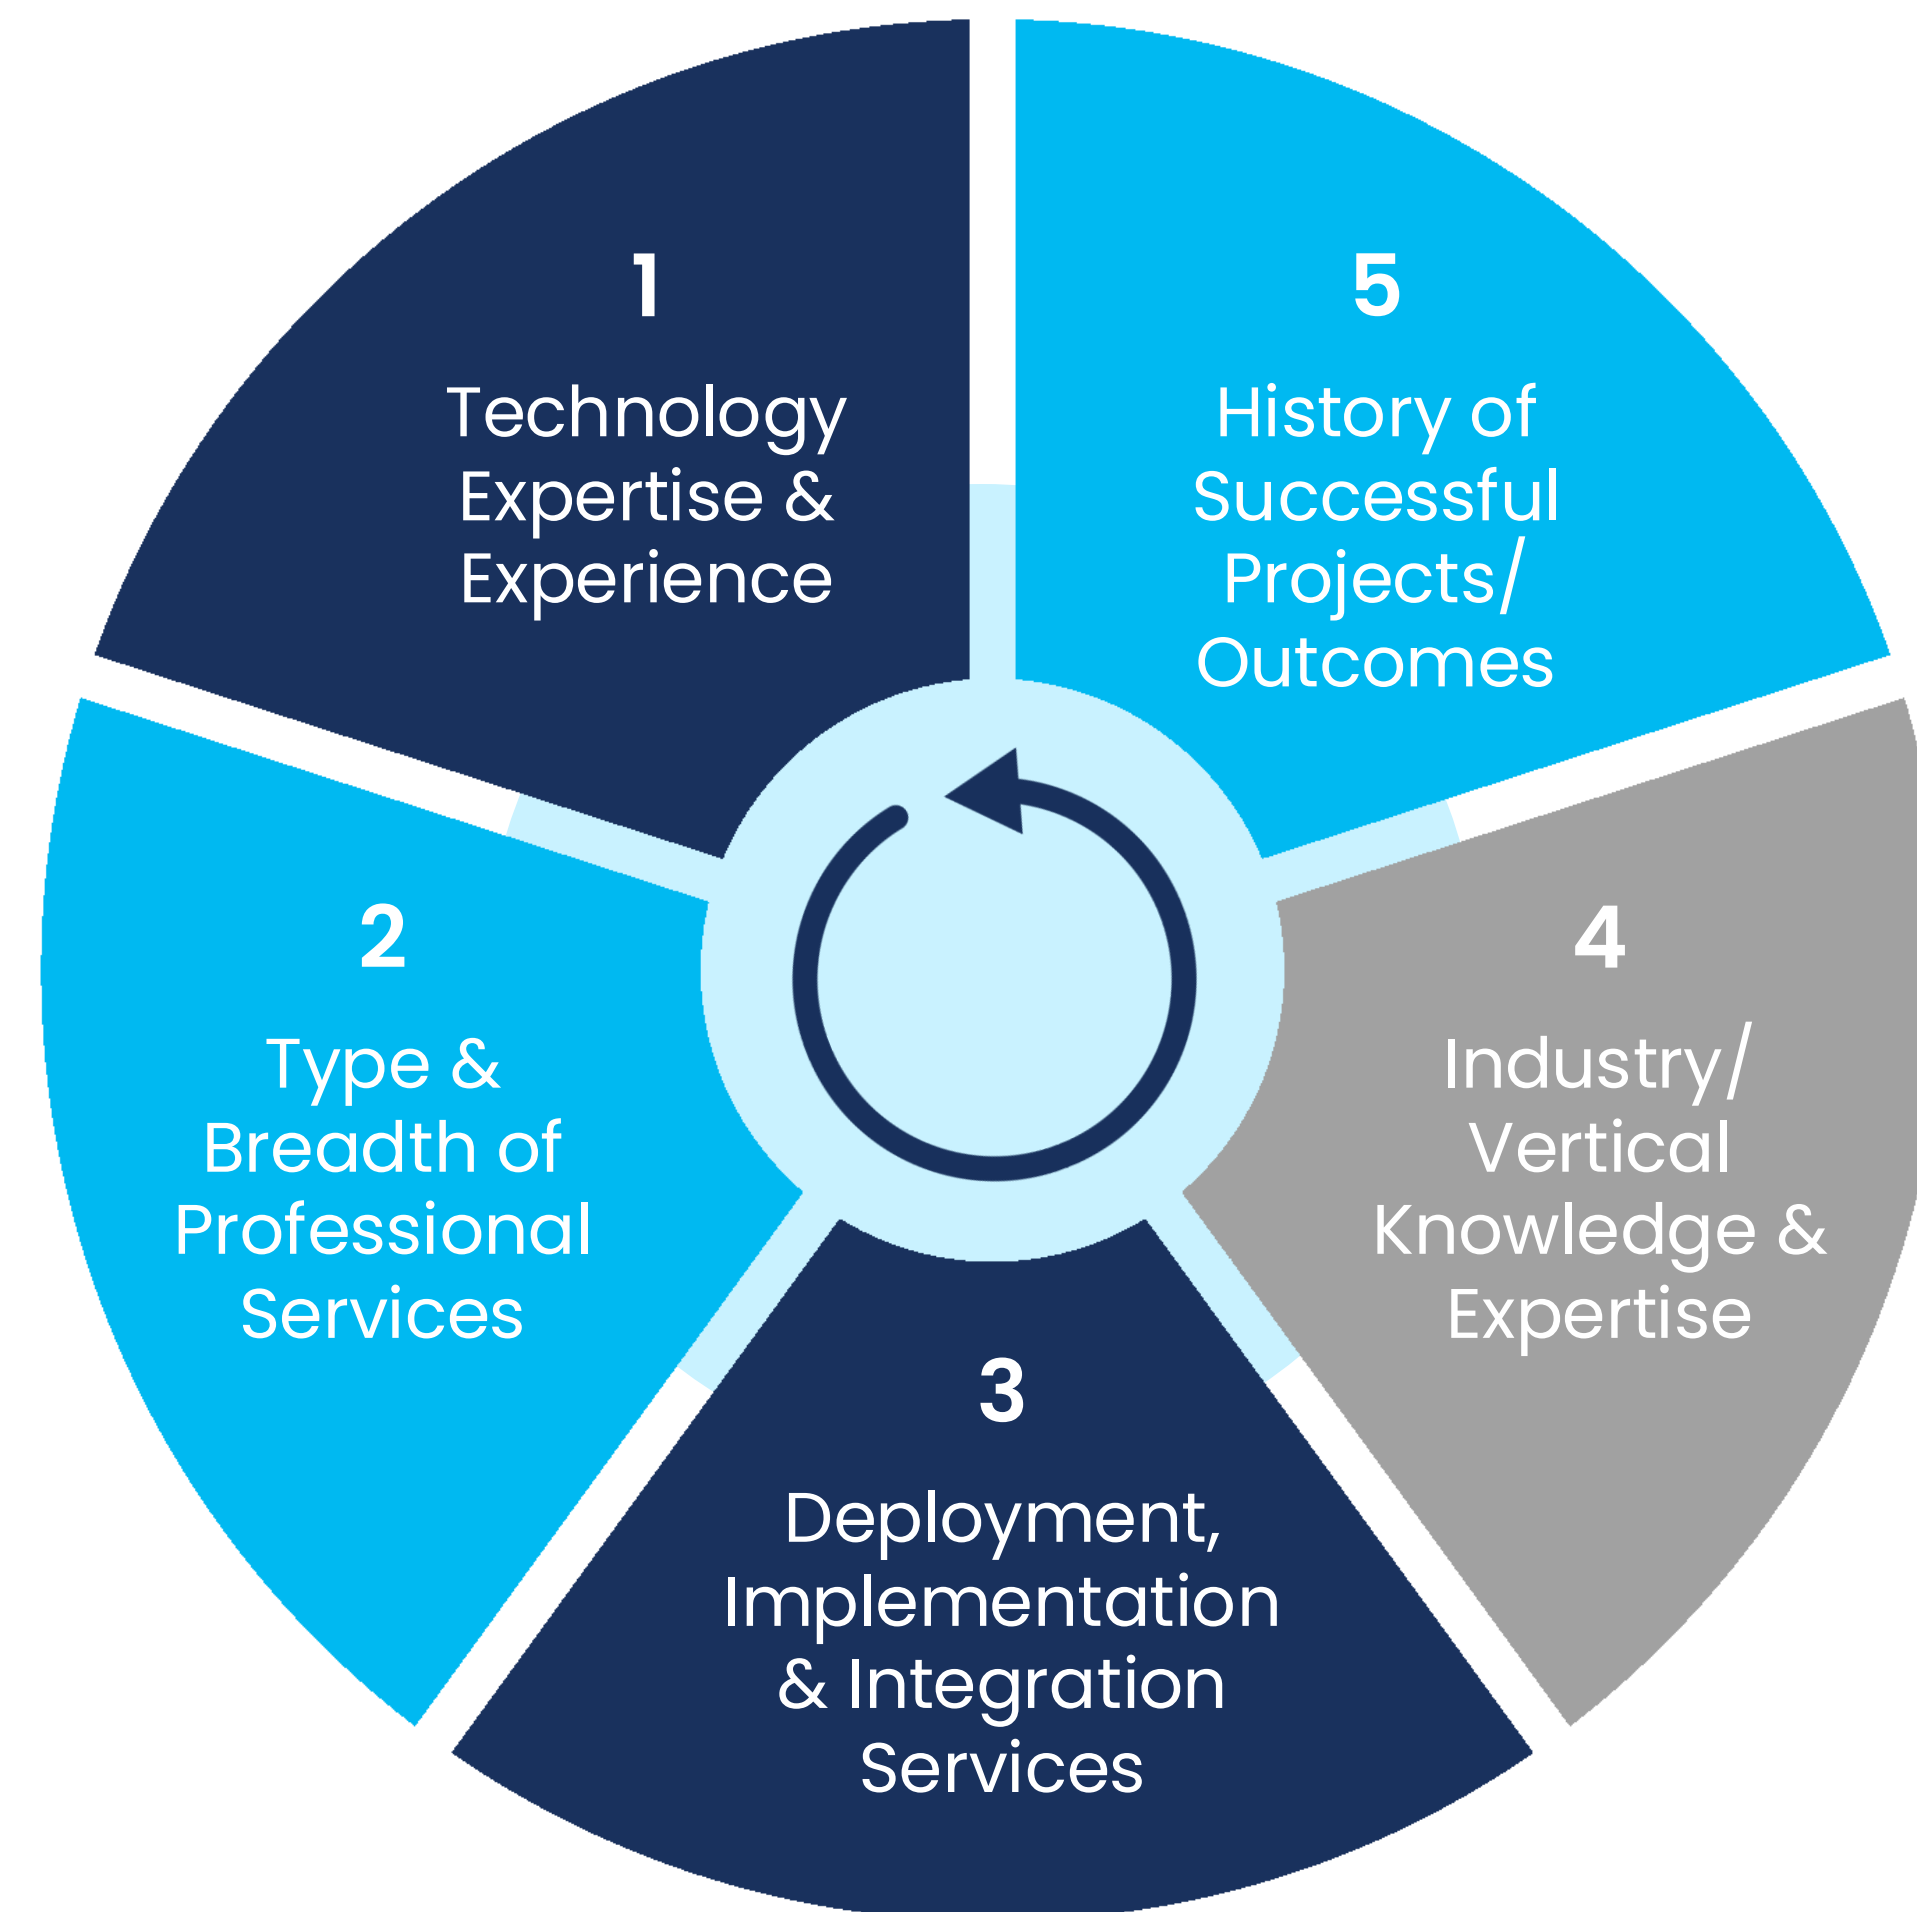 1
Technology
Expertise &
Experience
2
Type &
Breadth of
Professional
Services
3
Deployment,
Implementation
& Integration
Services
4
Industry/
Vertical
Knowledge &
Expertise
5
History of
Successful
Projects/
Outcomes